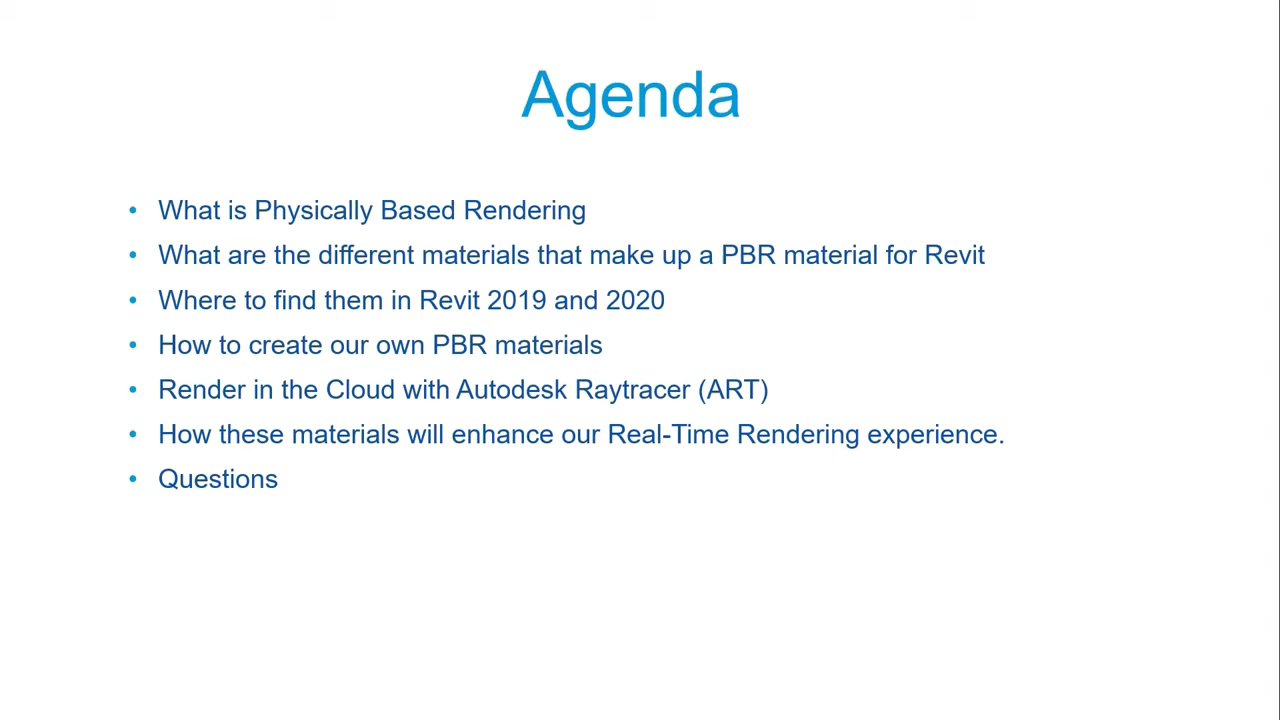 Agenda
• What is Physically Based Rendering
• What are the different materials that make up a PBR material for Revit
• Where to find them in Revit 2019 and 2020
• How to create our own PBR materials
• Render in the Cloud with Autodesk Raytracer (ART)
• How these materials will enhance our Real-Time Rendering experience.
• Questions